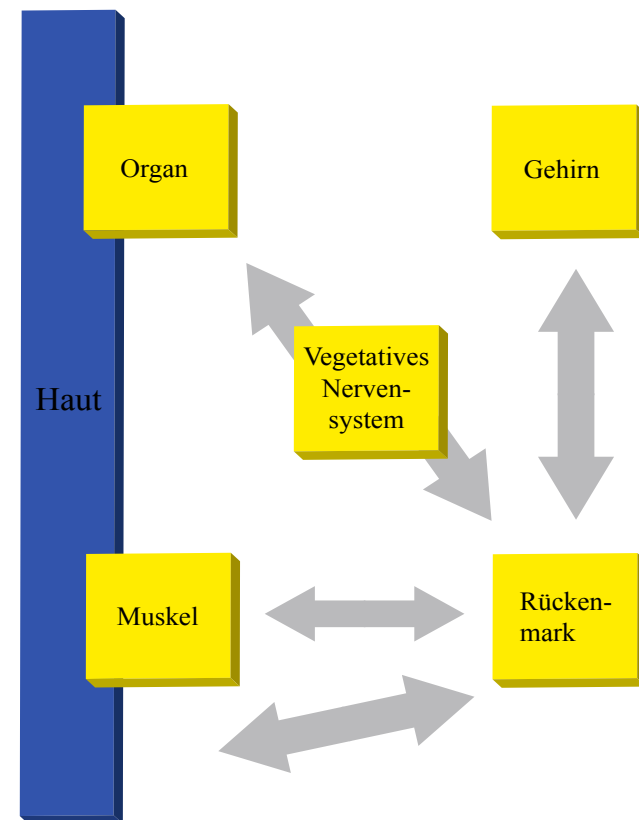 Organ
Gehirn
Vegetatives
Nerven-
system
Haut
Muskel
Rücken-
mark